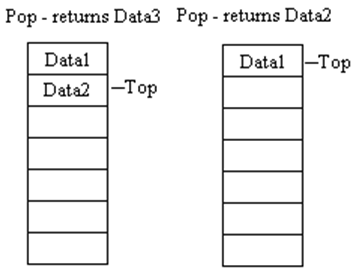 Pop - returns Data3
Data1
Data2
Top
Pop - returns Data2
Data1
Top